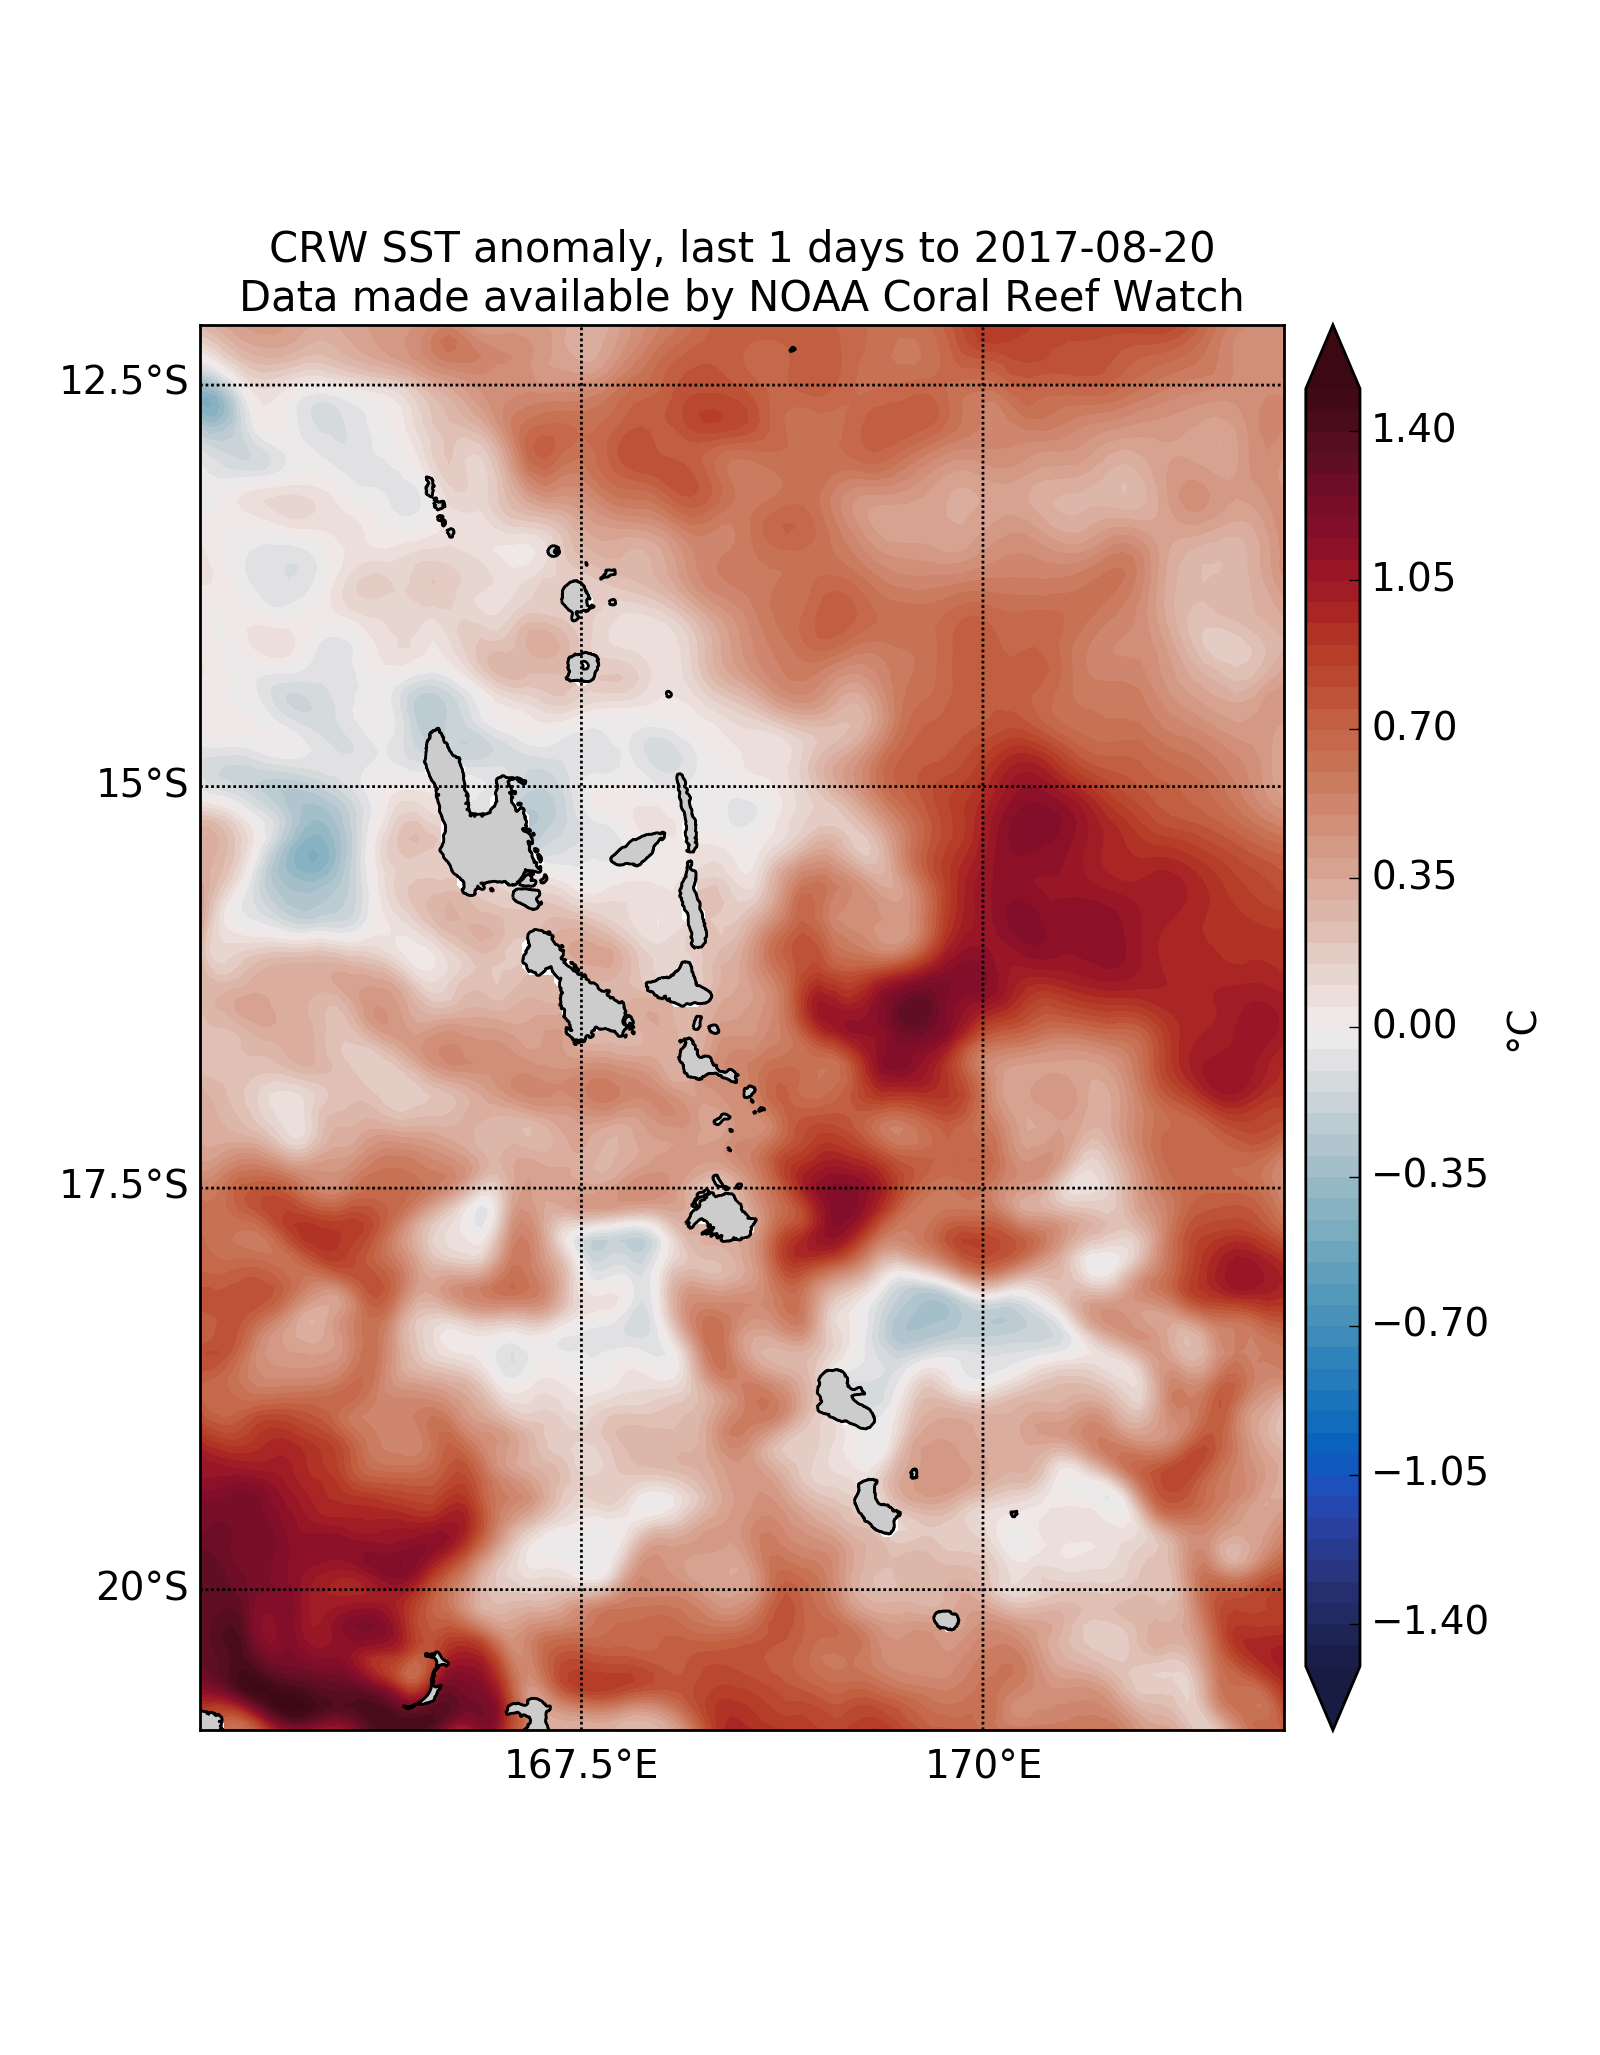 CRW SST anomaly, last 1 days to 2017-08-20
Data made available by NOAA Coral Reef Watch
12.5°S
15°S
17.5°S
20°S
167.5°E
170°E
1.40
1.05
0.70
0.35
0.00
−0.35
−0.70
−1.05
−1.40
°C